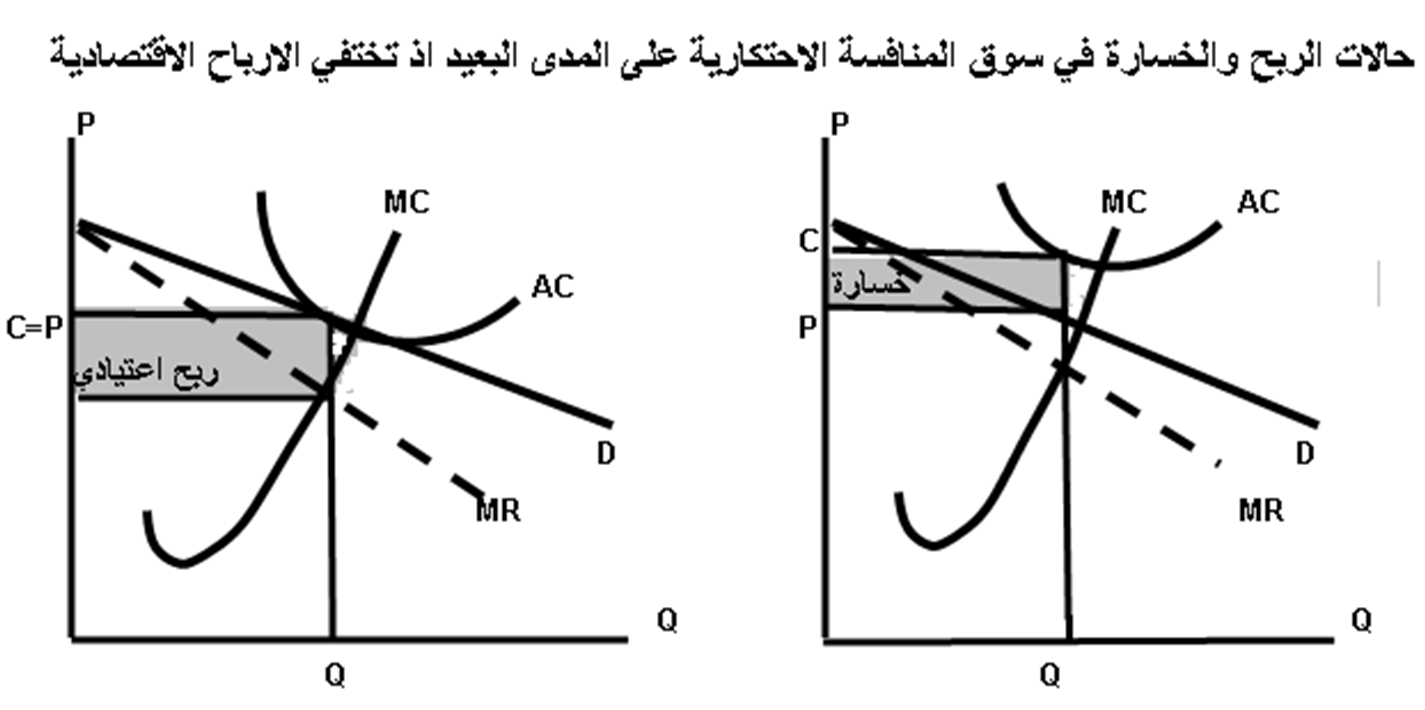 حالات الربح والخسارة في سوق المنافسة الاحتكارية على المدى البعيد اذ تختفي الارباح الاقتصادية
P
MC
AC
C=P
ربح اعتيادي
D
MR
Q
Q
P
MC
AC
C
خسارة
P
D
MR
Q
Q